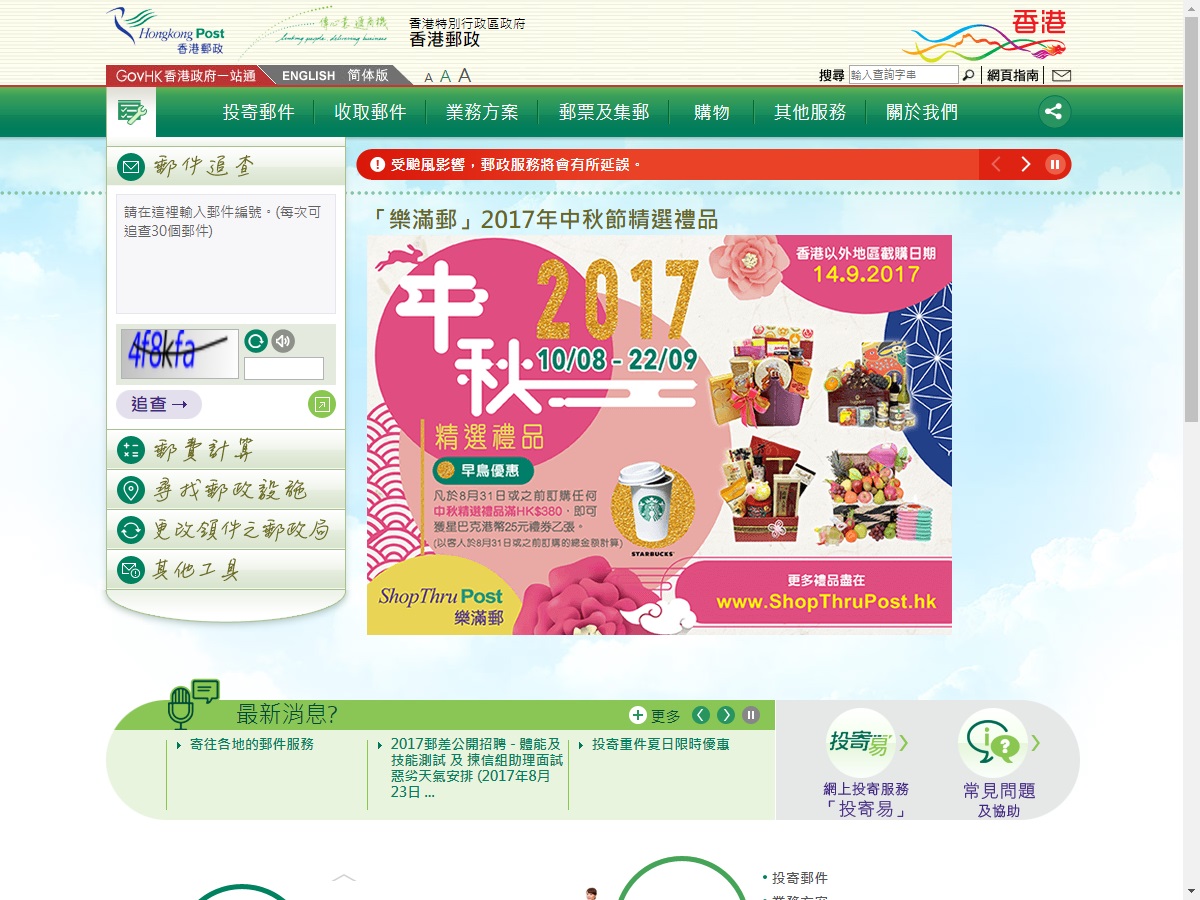 Hongkong Post
香港郵政
傳心意 遞商機
Linking people. Delivering business
香港特別行政區政府
香港郵政
香港
GovHK香港政府一站通
ENGLISH
简体版
A A A
搜尋
輸入查詢字串
網頁指南
投寄郵件
收取郵件
業務方案
郵票及集郵
購物
其他服務
關於我們
郵件追查
請在這裡輸入郵件編號。(每次可
追查30個郵件)
4f8kfa
追查
郵費計算
尋找郵政設施
更改領件之郵政局
其他工具
受颱風影響，郵政服務將會有所延誤。
「樂滿郵」2017年中秋節精選禮品
中秋
2017
10/08 - 22/09
香港以外地區截購日期
14.9.2017
精選禮品
早鳥優惠
凡於8月31日或之前訂購任何
中秋精選禮品滿HK$380，即可
獲星巴克港幣25元禮券乙張。
(以客人於8月31日或之前訂購的總金額計算)
STARBUCKS
ShopThruPost
樂滿郵
更多禮品盡在
www.ShopThruPost.hk
最新消息?
更多
寄往各地的郵件服務
2017郵差公開招聘 - 體能及
技能測試 及 揀信組助理面試
惡劣天氣安排 (2017年8月
23日 ...
投寄重件夏日限時優惠
投寄易
網上投寄服務
「投寄易」
常見問題
及協助
投寄郵件
業務方案